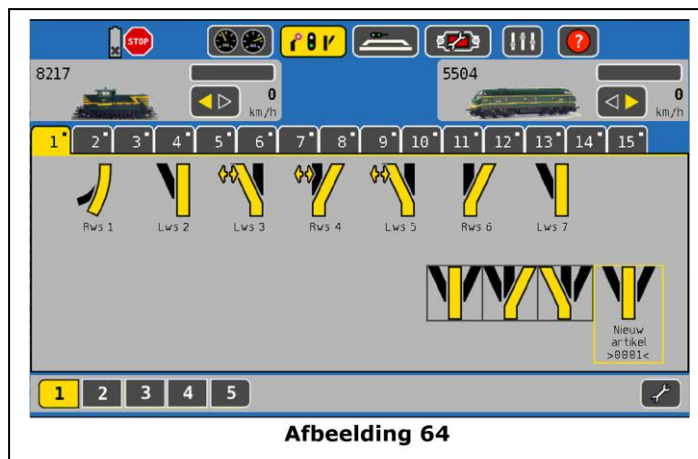 STOP
?
8217
0
km/h
5504
0
km/h
1 2 3 4 5 6 7 8 9 10 11 12 13 14 15
Rws 1 Lws 2 Lws 3 Rws 4 Lws 5 Rws 6 Lws 7
Nieuw
artikel
>0001<
1 2 3 4 5
Afbeelding 64